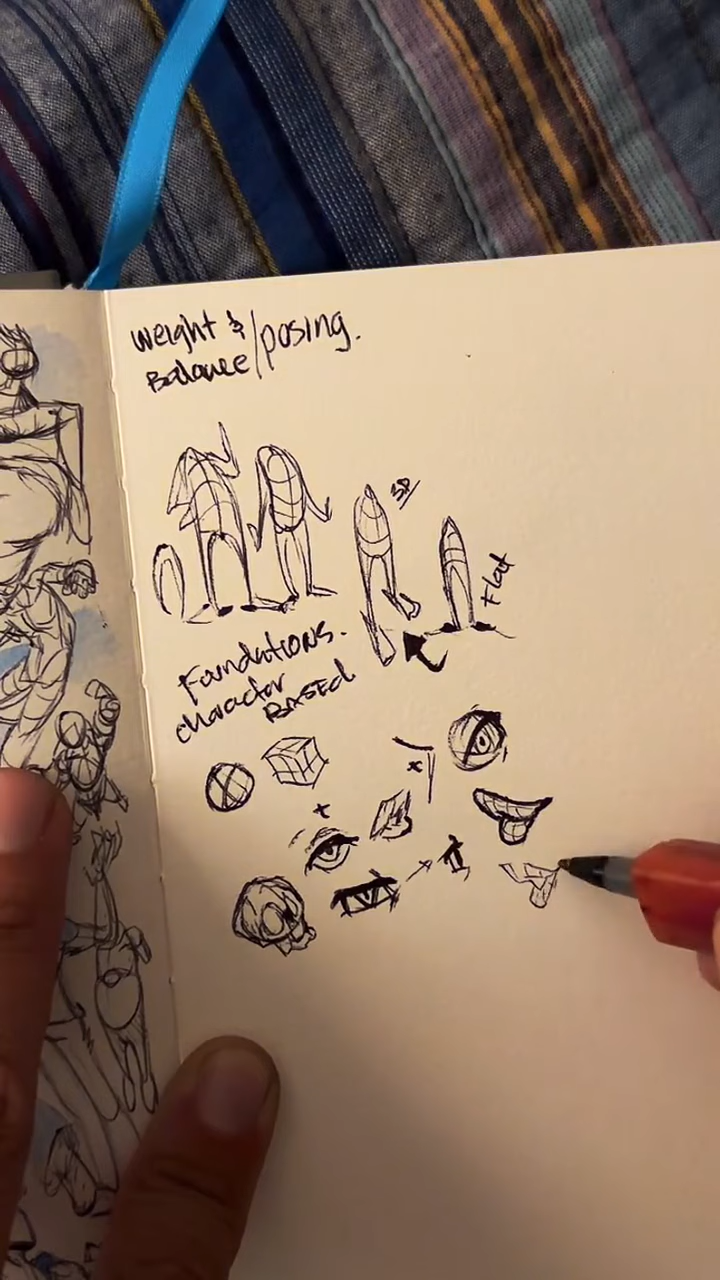 weight &
Balance/posing.
3D
Flat
Foundations.
character
BASED